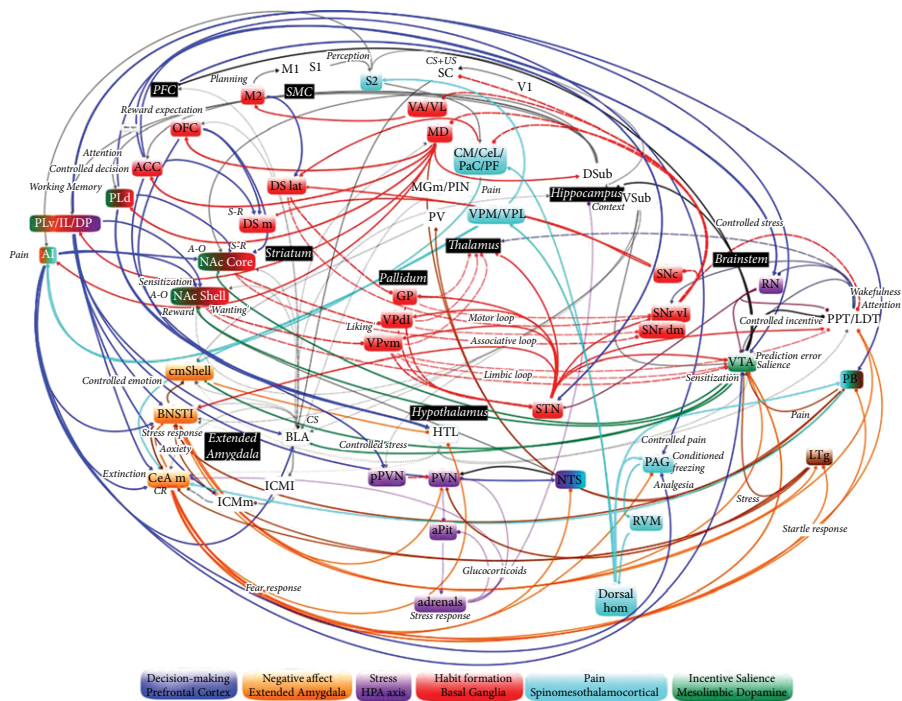 Perception
CS+US
M1
S1
SC
Planning
S2
V1
PFC
M2
SMC
VA/VL
Reward expectation
OFC
MD
Attention
CM/CeL/
PaC/PF
Controlled decision
ACC
DSub
Working Memory
DS lat
MGm/PIN
Pain
PLd
Hippocampus
VSub
Context
S-R
PV
VPM/VPL
PLv/IL/DP
DS m
Controlled stress
A-O
S-R
Striatum
Thalamus
Pain
AI
NAc Core
Brainstem
Pallidum
SNc
RN
Sensitization
A-O
NAc Shell
GP
Wakefulness
Attention
Reward
Wanting
SNr vl
PPT/LDT
Liking
VPdI
Motor loop
Controlled incentive
SNr dm
VPvm
Associative loop
VTA
Prediction error
Salience
cmShell
Limbic loop
Sensitization
PB
Controlled emotion
BNSTI
STN
Hypothalamus
CS
Pain
Stress response
Extended
Amygdala
BLA
HTL
Aoxiety
Controlled stress
Controlled pain
PAG
Conditioned
freezing
LTg
Extinction
CeA m
pPVN
PVN
NTS
Analgesia
CR
ICMI
Stress
ICMm
RVM
aPit
Startle response
Glucocorticoids
Fear response
adrenals
Stress response
Dorsal
hom
Decision-making
Prefrontal Cortex
Negative affect
Extended Amygdala
Stress
HPA axis
Habit formation
Basal Ganglia
Pain
Spinomesothalamocortical
Incentive Salience
Mesolimbic Dopamine